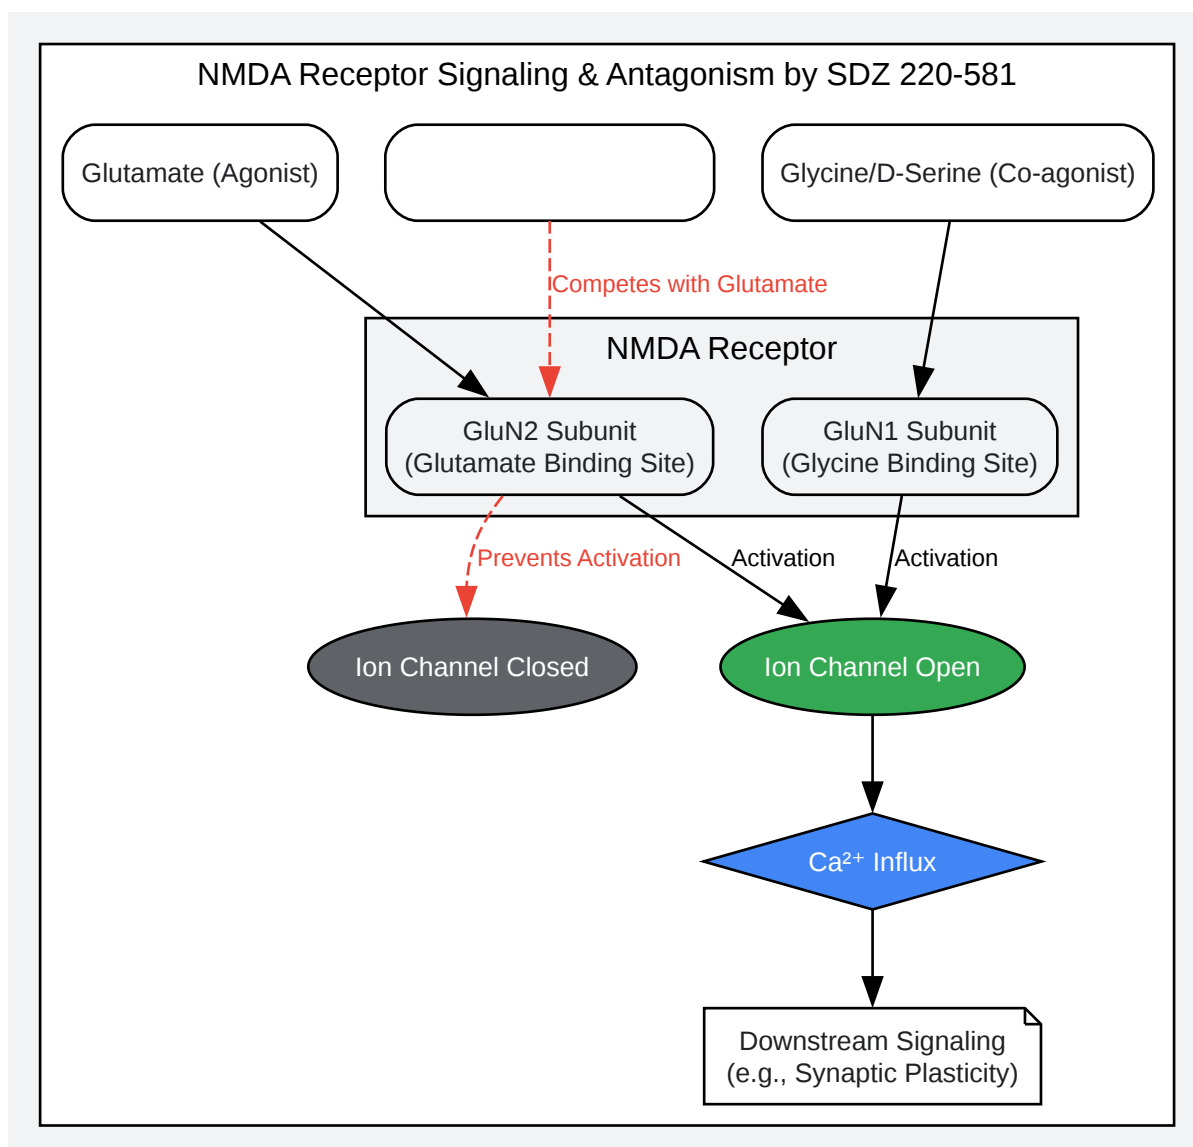 NMDA Receptor Signaling & Antagonism by SDZ 220-581
Glutamate (Agonist)
Glycine/D-Serine (Co-agonist)
Competes with Glutamate
NMDA Receptor
GluN2 Subunit
(Glutamate Binding Site)
GluN1 Subunit
(Glycine Binding Site)
Prevents Activation
Activation
Activation
Ion Channel Closed
Ion Channel Open
Ca²⁺ Influx
Downstream Signaling
(e.g., Synaptic Plasticity)